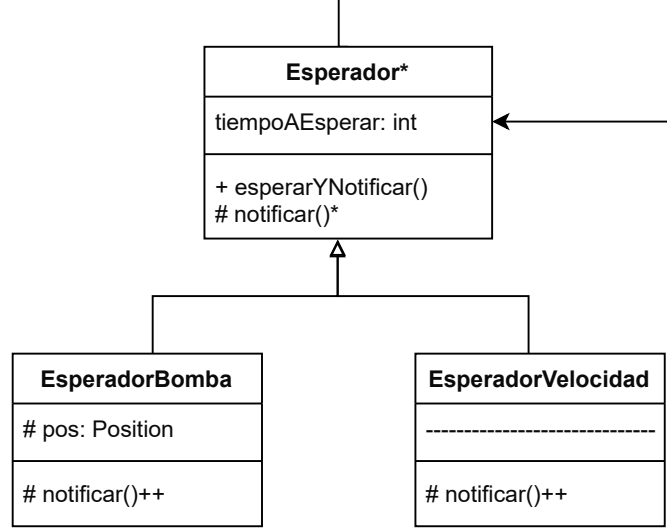 Esperador*
tiempoAEsperar: int
+ esperarYNotificar()
# notificar()*
EsperadorBomba
# pos: Position
# notificar()++
EsperadorVelocidad
------------------------------
# notificar()++